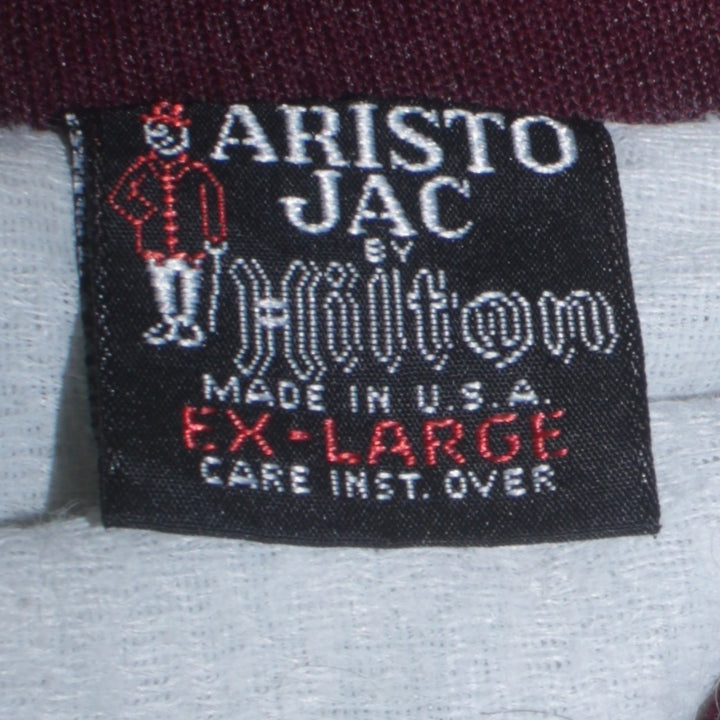 ARISTO
JAC
BY
Hilton
MADE IN U.S.A.
EX-LARGE
CARE INST. OVER